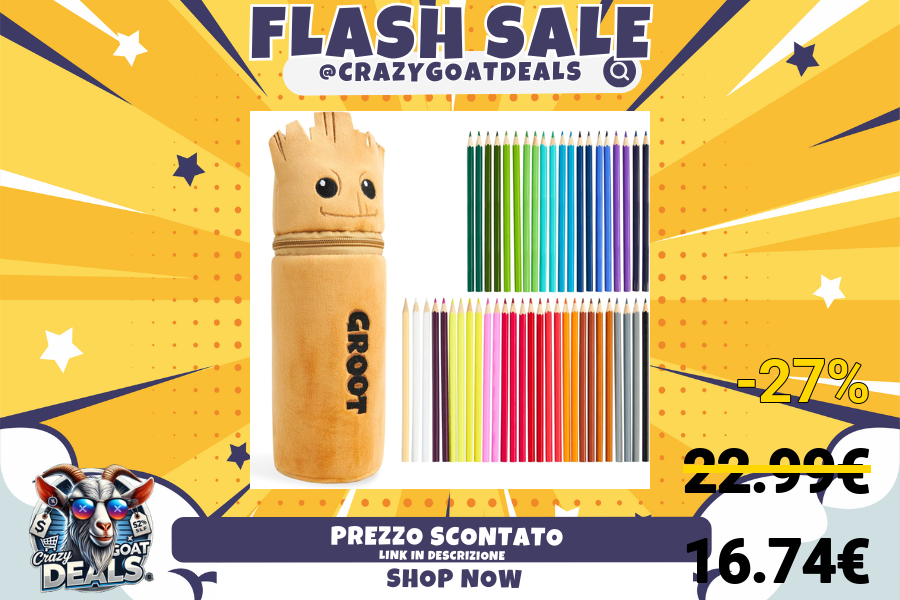 FLASH SALE
@CRAZYGOATDEALS
GROOT
-27%
22.99€
16.74€
PREZZO SCONTATO
LINK IN DESCRIZIONE
SHOP NOW
$
52%
Crazy
GOAT
DEALS